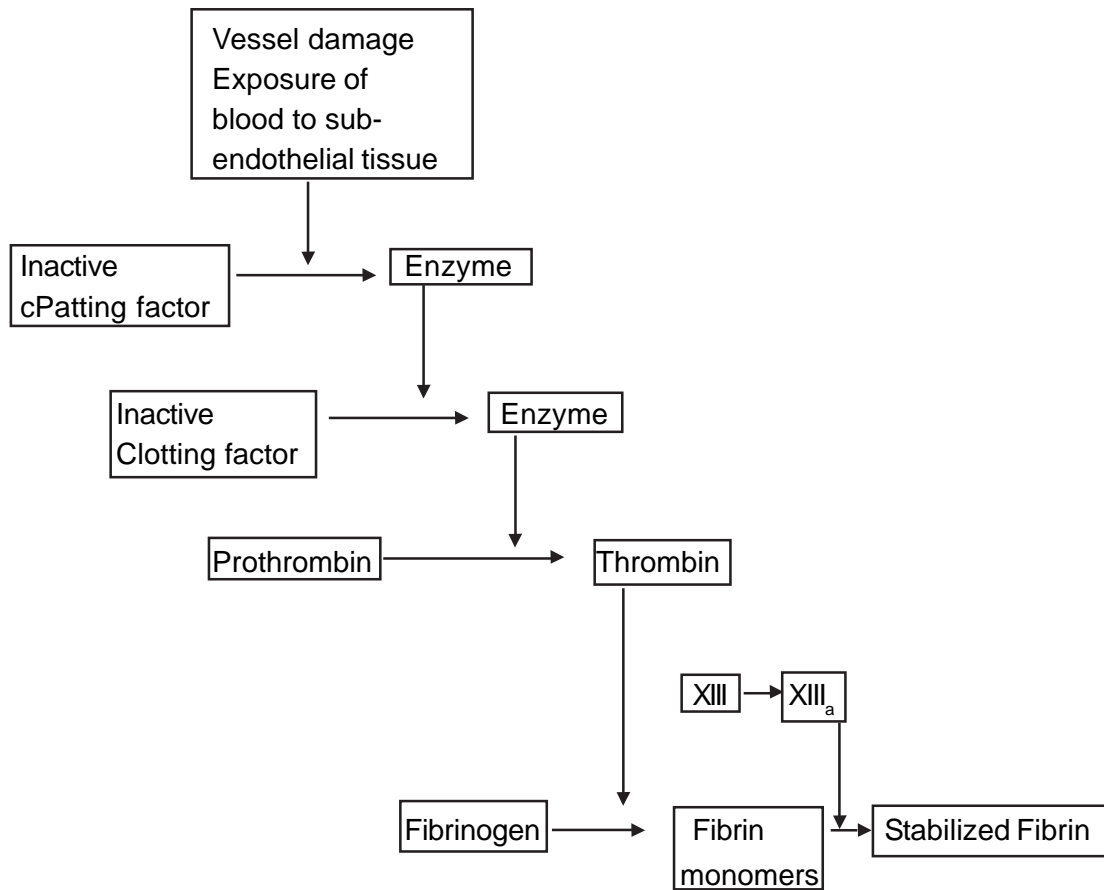 Vessel damage
Exposure of
blood to sub-
endothelial tissue
Inactive
cPatting factor
Enzyme
Inactive
Clotting factor
Enzyme
Prothrombin
Thrombin
XIII
XIIIa
Fibrinogen
Fibrin
monomers
Stabilized Fibrin